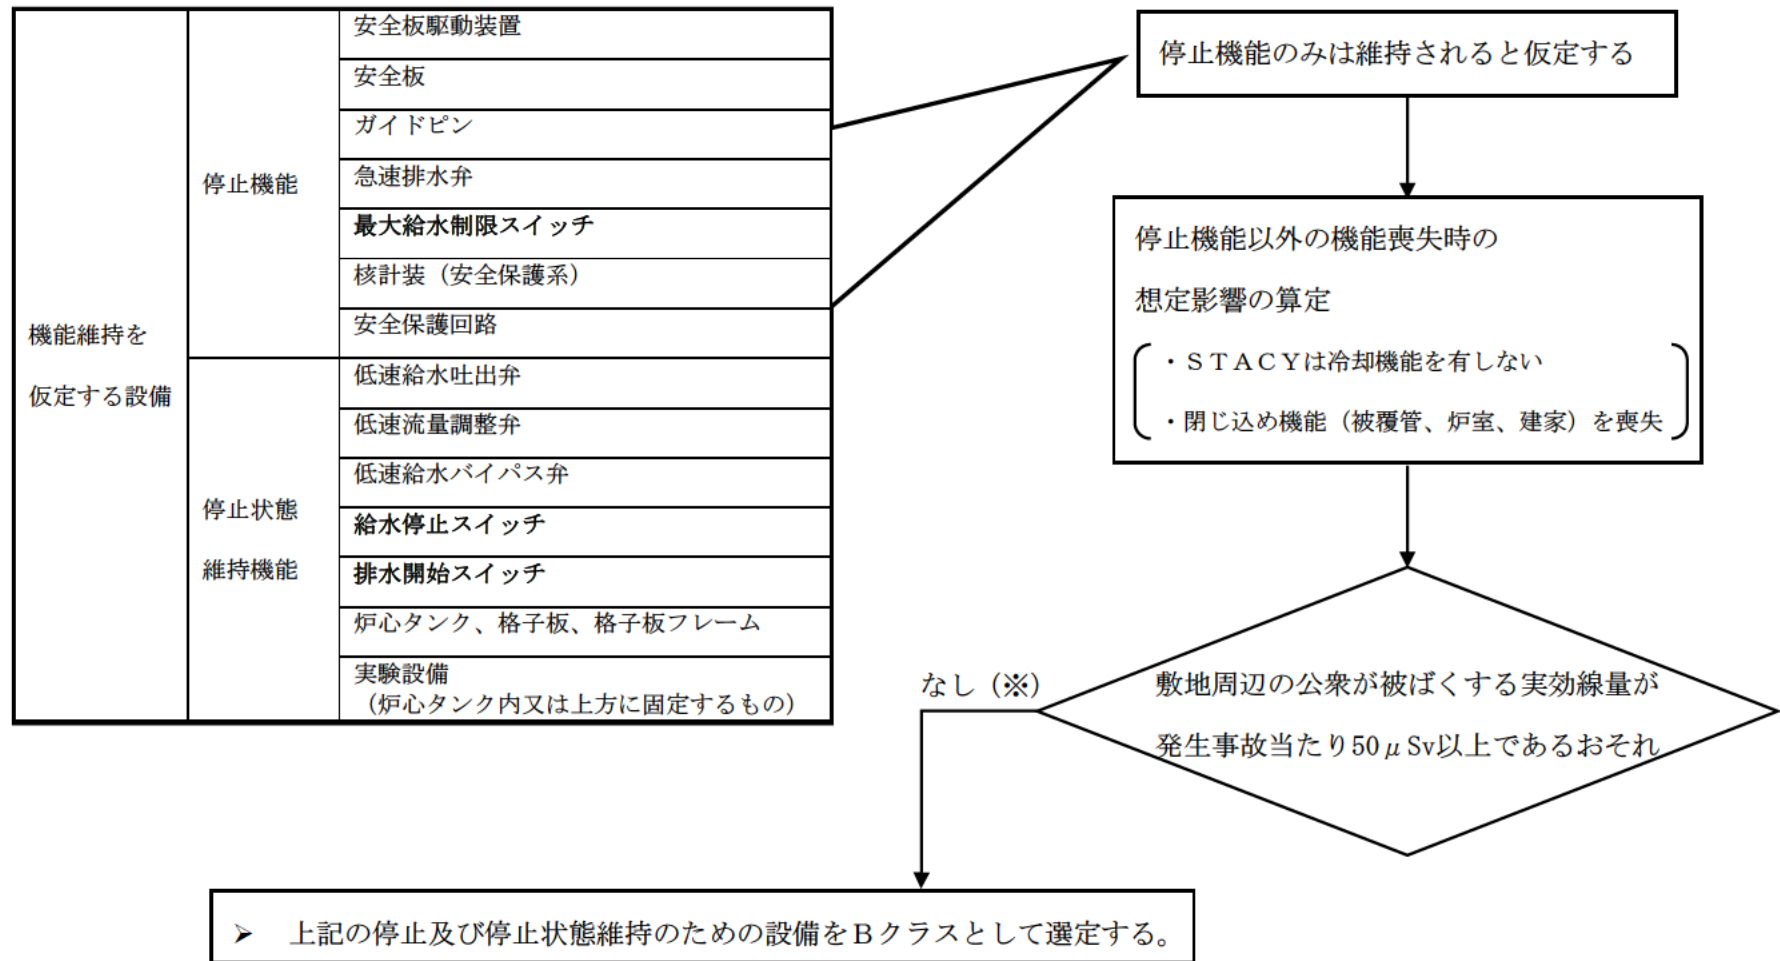 機能維持を
仮定する設備
停止機能
安全板駆動装置
安全板
ガイドピン
急速排水弁
最大給水制限スイッチ
核計装（安全保護系）
安全保護回路
停止状態
維持機能
低速給水吐出弁
低速流量調整弁
低速給水バイパス弁
給水停止スイッチ
排水開始スイッチ
炉心タンク、格子板、格子板フレーム
実験設備
（炉心タンク内又は上方に固定するもの）
停止機能のみは維持されると仮定する
停止機能以外の機能喪失時の
想定影響の算定
・ＳＴＡＣＹは冷却機能を有しない
・閉じ込め機能（被覆管、炉室、建家）を喪失
敷地周辺の公衆が被ばくする実効線量が
発生事故当たり50μSv以上であるおそれ
なし（※）
➢ 上記の停止及び停止状態維持のための設備をＢクラスとして選定する。